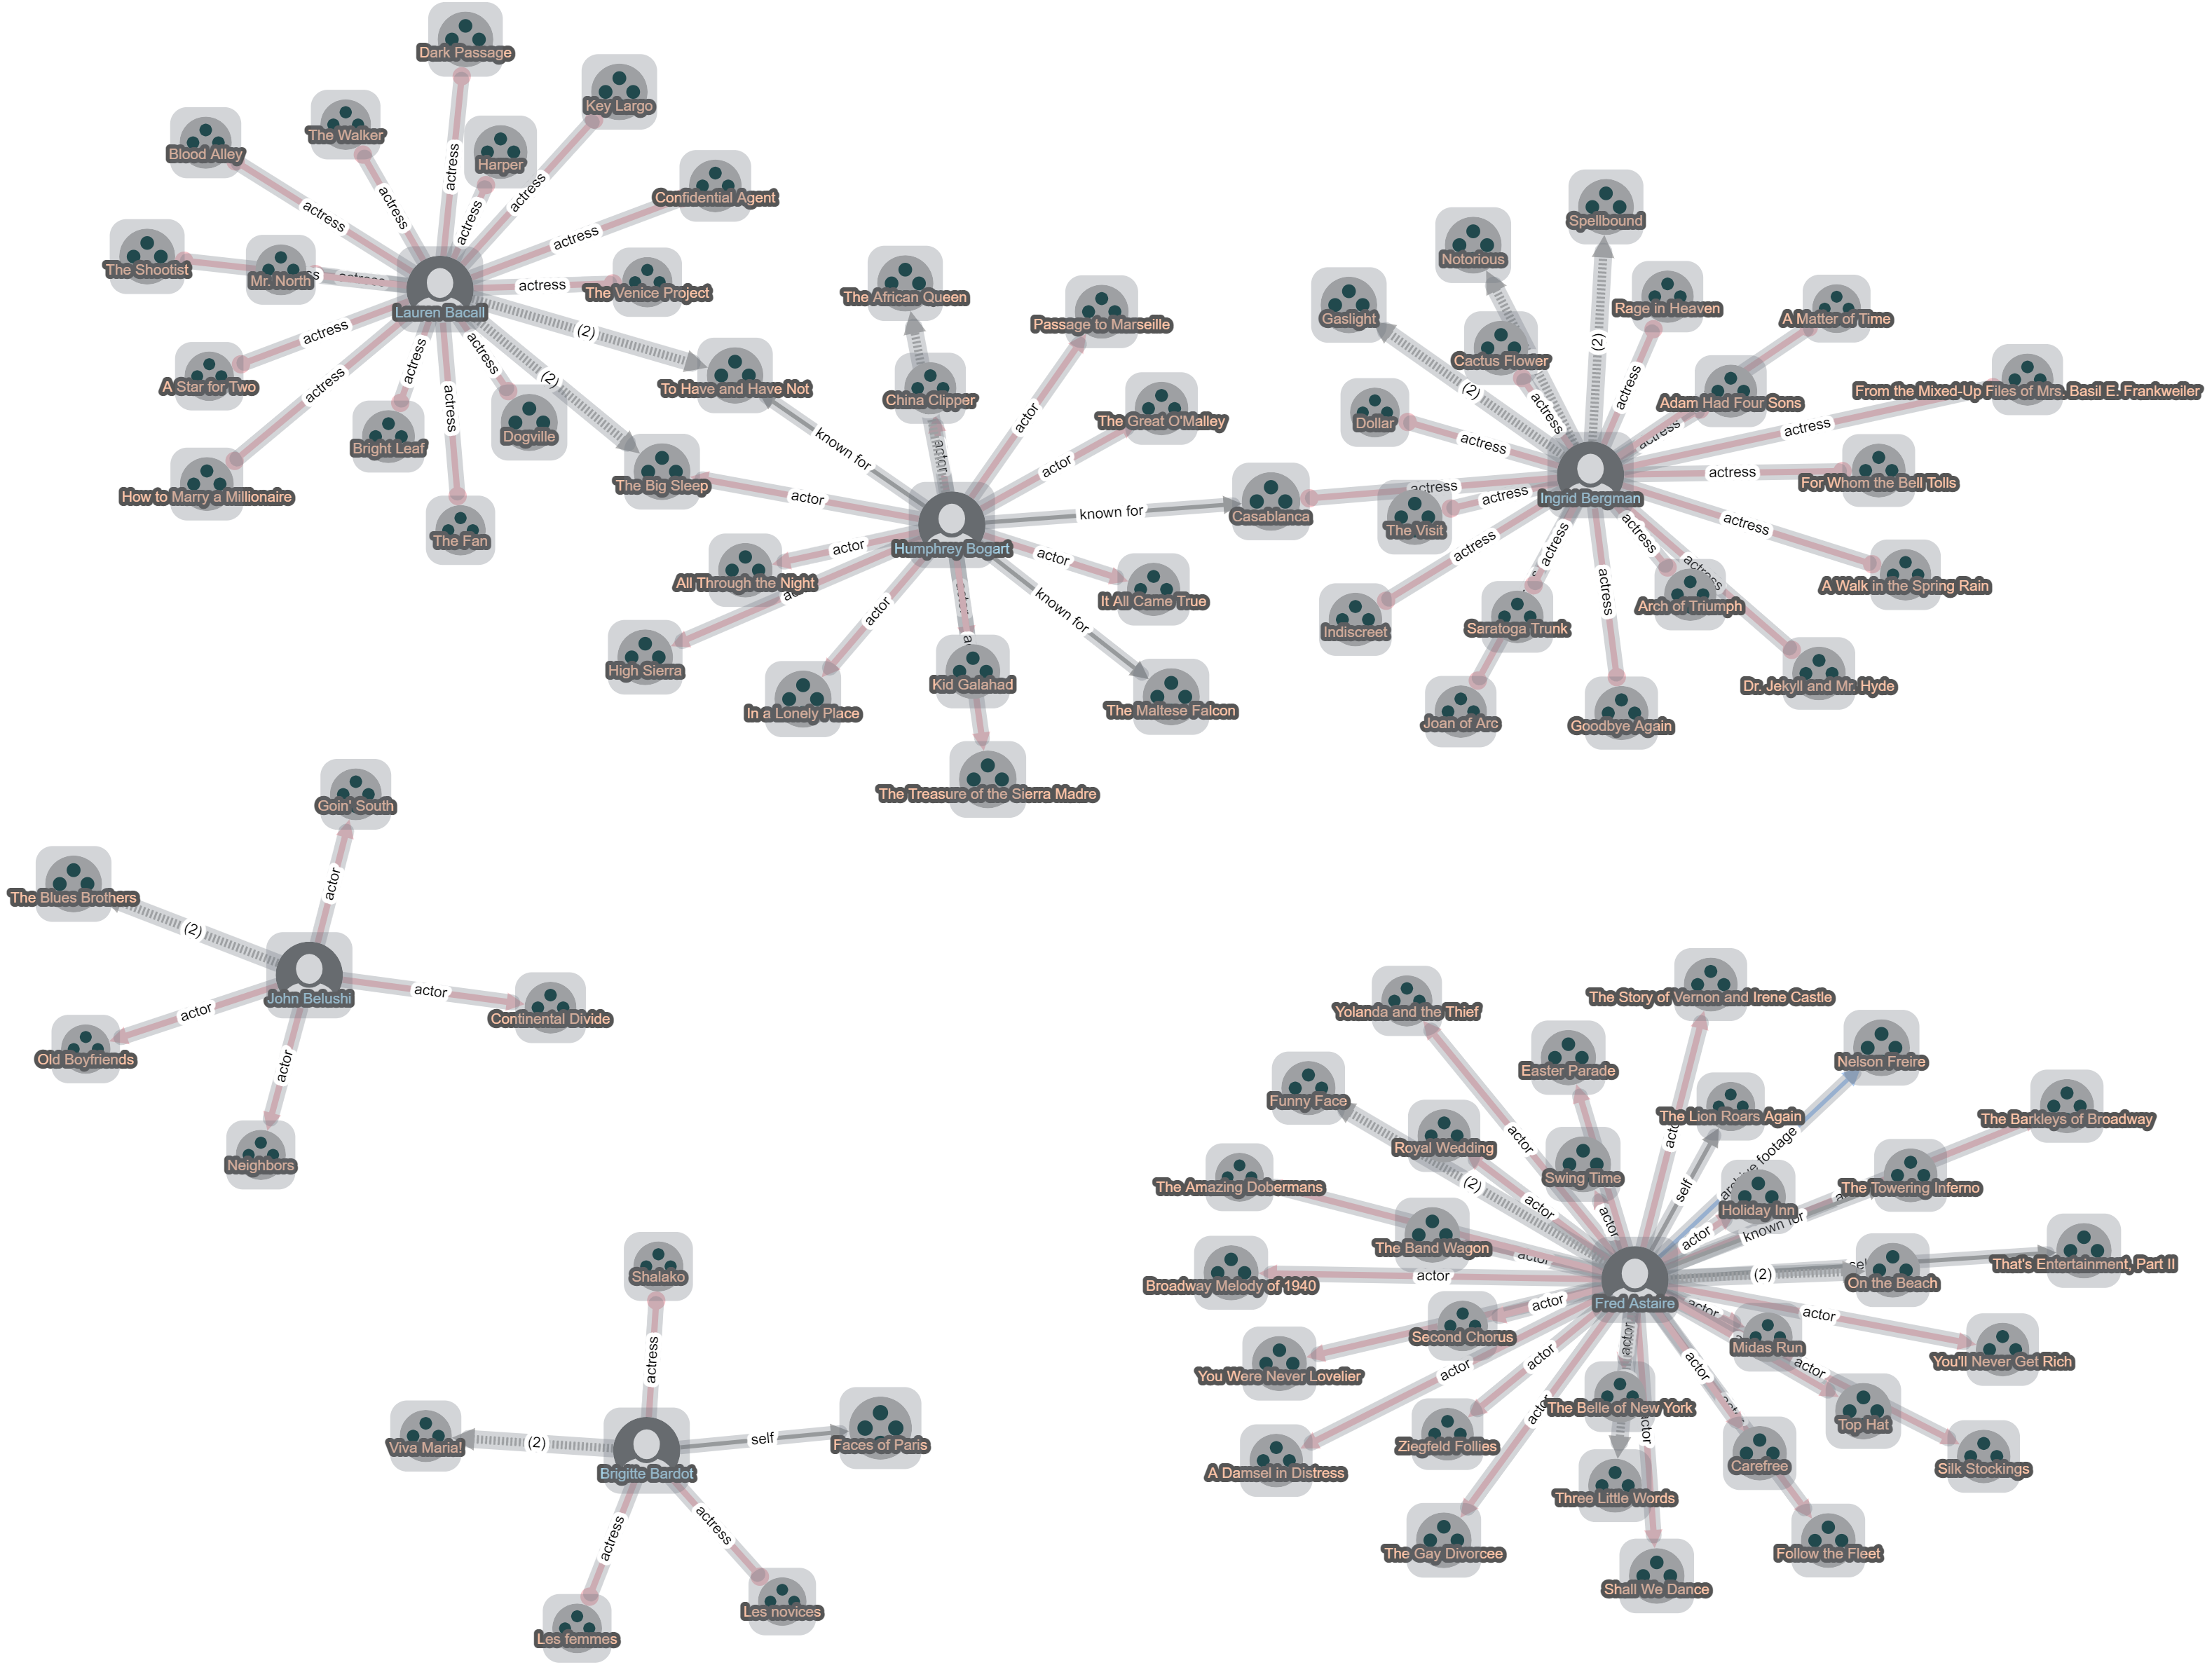 Dark Passage
Key Largo
The Walker
Blood Alley
Harper
actress
actress
actress
actress
actress
actress
Confidential Agent
The Shootist
Mr. North
actress
actress
The Venice Project
Lauren Bacall
actress
(2)
To Have and Have Not
A Star for Two
actress
actress
actress
actress
(2)
How to Marry a Millionaire
Bright Leaf
Dogville
The Fan
The Big Sleep
The African Queen
Passage to Marseille
China Clipper
The Great O'Malley
actor
actor
actor
known for
actor
Humphrey Bogart
known for
Casablanca
actor
All Through the Night
High Sierra
actor
In a Lonely Place
Kid Galahad
actor
It All Came True
known for
The Maltese Falcon
The Treasure of the Sierra Madre
Spellbound
Notorious
Gaslight
Rage in Heaven
A Matter of Time
Cactus Flower
(2)
(2)
actress
actress
Adam Had Four Sons
actress
From the Mixed-Up Files of Mrs. Basil E. Frankweiler
Dollar
actress
actress
actress
For Whom the Bell Tolls
Ingrid Bergman
actress
actress
The Visit
actress
A Walk in the Spring Rain
actress
Indiscreet
actress
Saratoga Trunk
actress
actress
actress
Arch of Triumph
Dr. Jekyll and Mr. Hyde
Joan of Arc
Goodbye Again
Goin' South
The Blues Brothers
actor
(2)
John Belushi
actor
Continental Divide
actor
Old Boyfriends
actor
Neighbors
Shalako
actress
Viva Maria!
(2)
Brigitte Bardot
self
Faces of Paris
actress
actress
Les femmes
Les novices
The Story of Vernon and Irene Castle
Yolanda and the Thief
Nelson Freire
Easter Parade
Funny Face
The Lion Roars Again
The Barkleys of Broadway
Royal Wedding
actor
Swing Time
archive footage
The Amazing Dobermans
(2)
actor
actor
self
Holiday Inn
The Towering Inferno
actor
known for
The Band Wagon
actor
Broadway Melody of 1940
actor
Fred Astaire
(2)
On the Beach
That's Entertainment, Part II
Second Chorus
actor
actor
actor
Midas Run
actor
You'll Never Get Rich
You Were Never Lovelier
actor
actor
actor
actor
The Belle of New York
Top Hat
A Damsel in Distress
Ziegfeld Follies
actor
Carefree
Silk Stockings
Three Little Words
The Gay Divorcee
Shall We Dance
Follow the Fleet